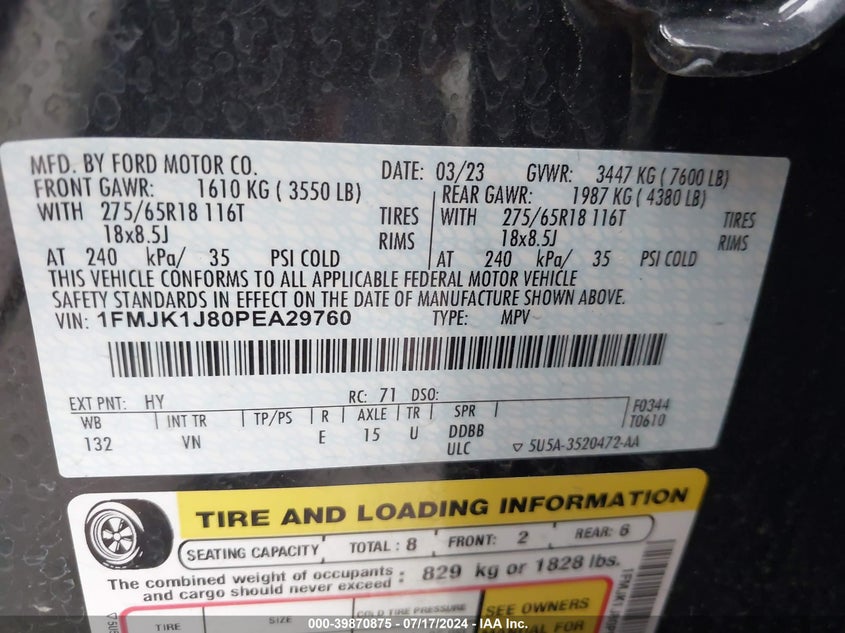 MFD. BY FORD MOTOR CO. DATE: 03/23 GVWR: 3447 KG ( 7600 LB)
FRONT GAWR: 1610 KG ( 3550 LB) REAR GAWR: 1987 KG ( 4380 LB)
WITH 275/65R18 116T TIRES WITH 275/65R18 116T TIRES
18x8.5J RIMS 18x8.5J RIMS
AT 240 kPa/ 35 PSI COLD AT 240 kPa/ 35 PSI COLD
THIS VEHICLE CONFORMS TO ALL APPLICABLE FEDERAL MOTOR VEHICLE
SAFETY STANDARDS IN EFFECT ON THE DATE OF MANUFACTURE SHOWN ABOVE.
VIN: 1FMJK1J80PEA29760 TYPE: MPV
EXT PNT: HY RC: 71 DSO:
WB INT TR TP/PS R AXLE TR SPR F0344
132 VN E 15 U DDBB T0610
ULC ▽ 5U5A-3520472-AA
TIRE AND LOADING INFORMATION
SEATING CAPACITY TOTAL : 8 FRONT: 2 REAR: 6
The combined weight of occupants and cargo should never exceed : 829 kg or 1828 lbs.
TIRE SIZE COLD TIRE PRESSURE SEE OWNERS
MANUAL FOR
000-39870875 - 07/17/2024 - IAA Inc.